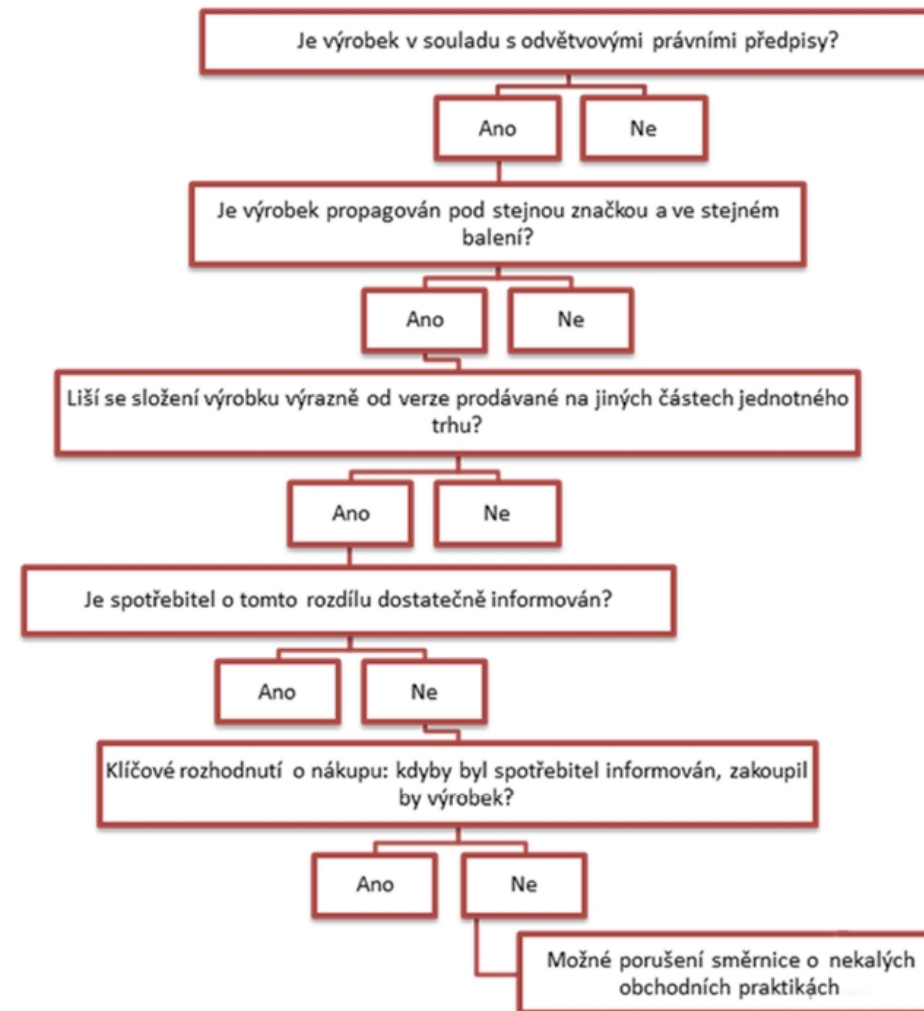 Je výrobek v souladu s odvětvovými právními předpisy?
Ano
Ne
Je výrobek propagován pod stejnou značkou a ve stejném
balení?
Ano
Ne
Liší se složení výrobku výrazně od verze prodávané na jiných částech jednotného
trhu?
Ano
Ne
Je spotřebitel o tomto rozdílu dostatečně informován?
Ano
Ne
Klíčové rozhodnutí o nákupu: kdyby byl spotřebitel informován, zakoupil
by výrobek?
Ano
Ne
Možné porušení směrnice o nekalých
obchodních praktikách